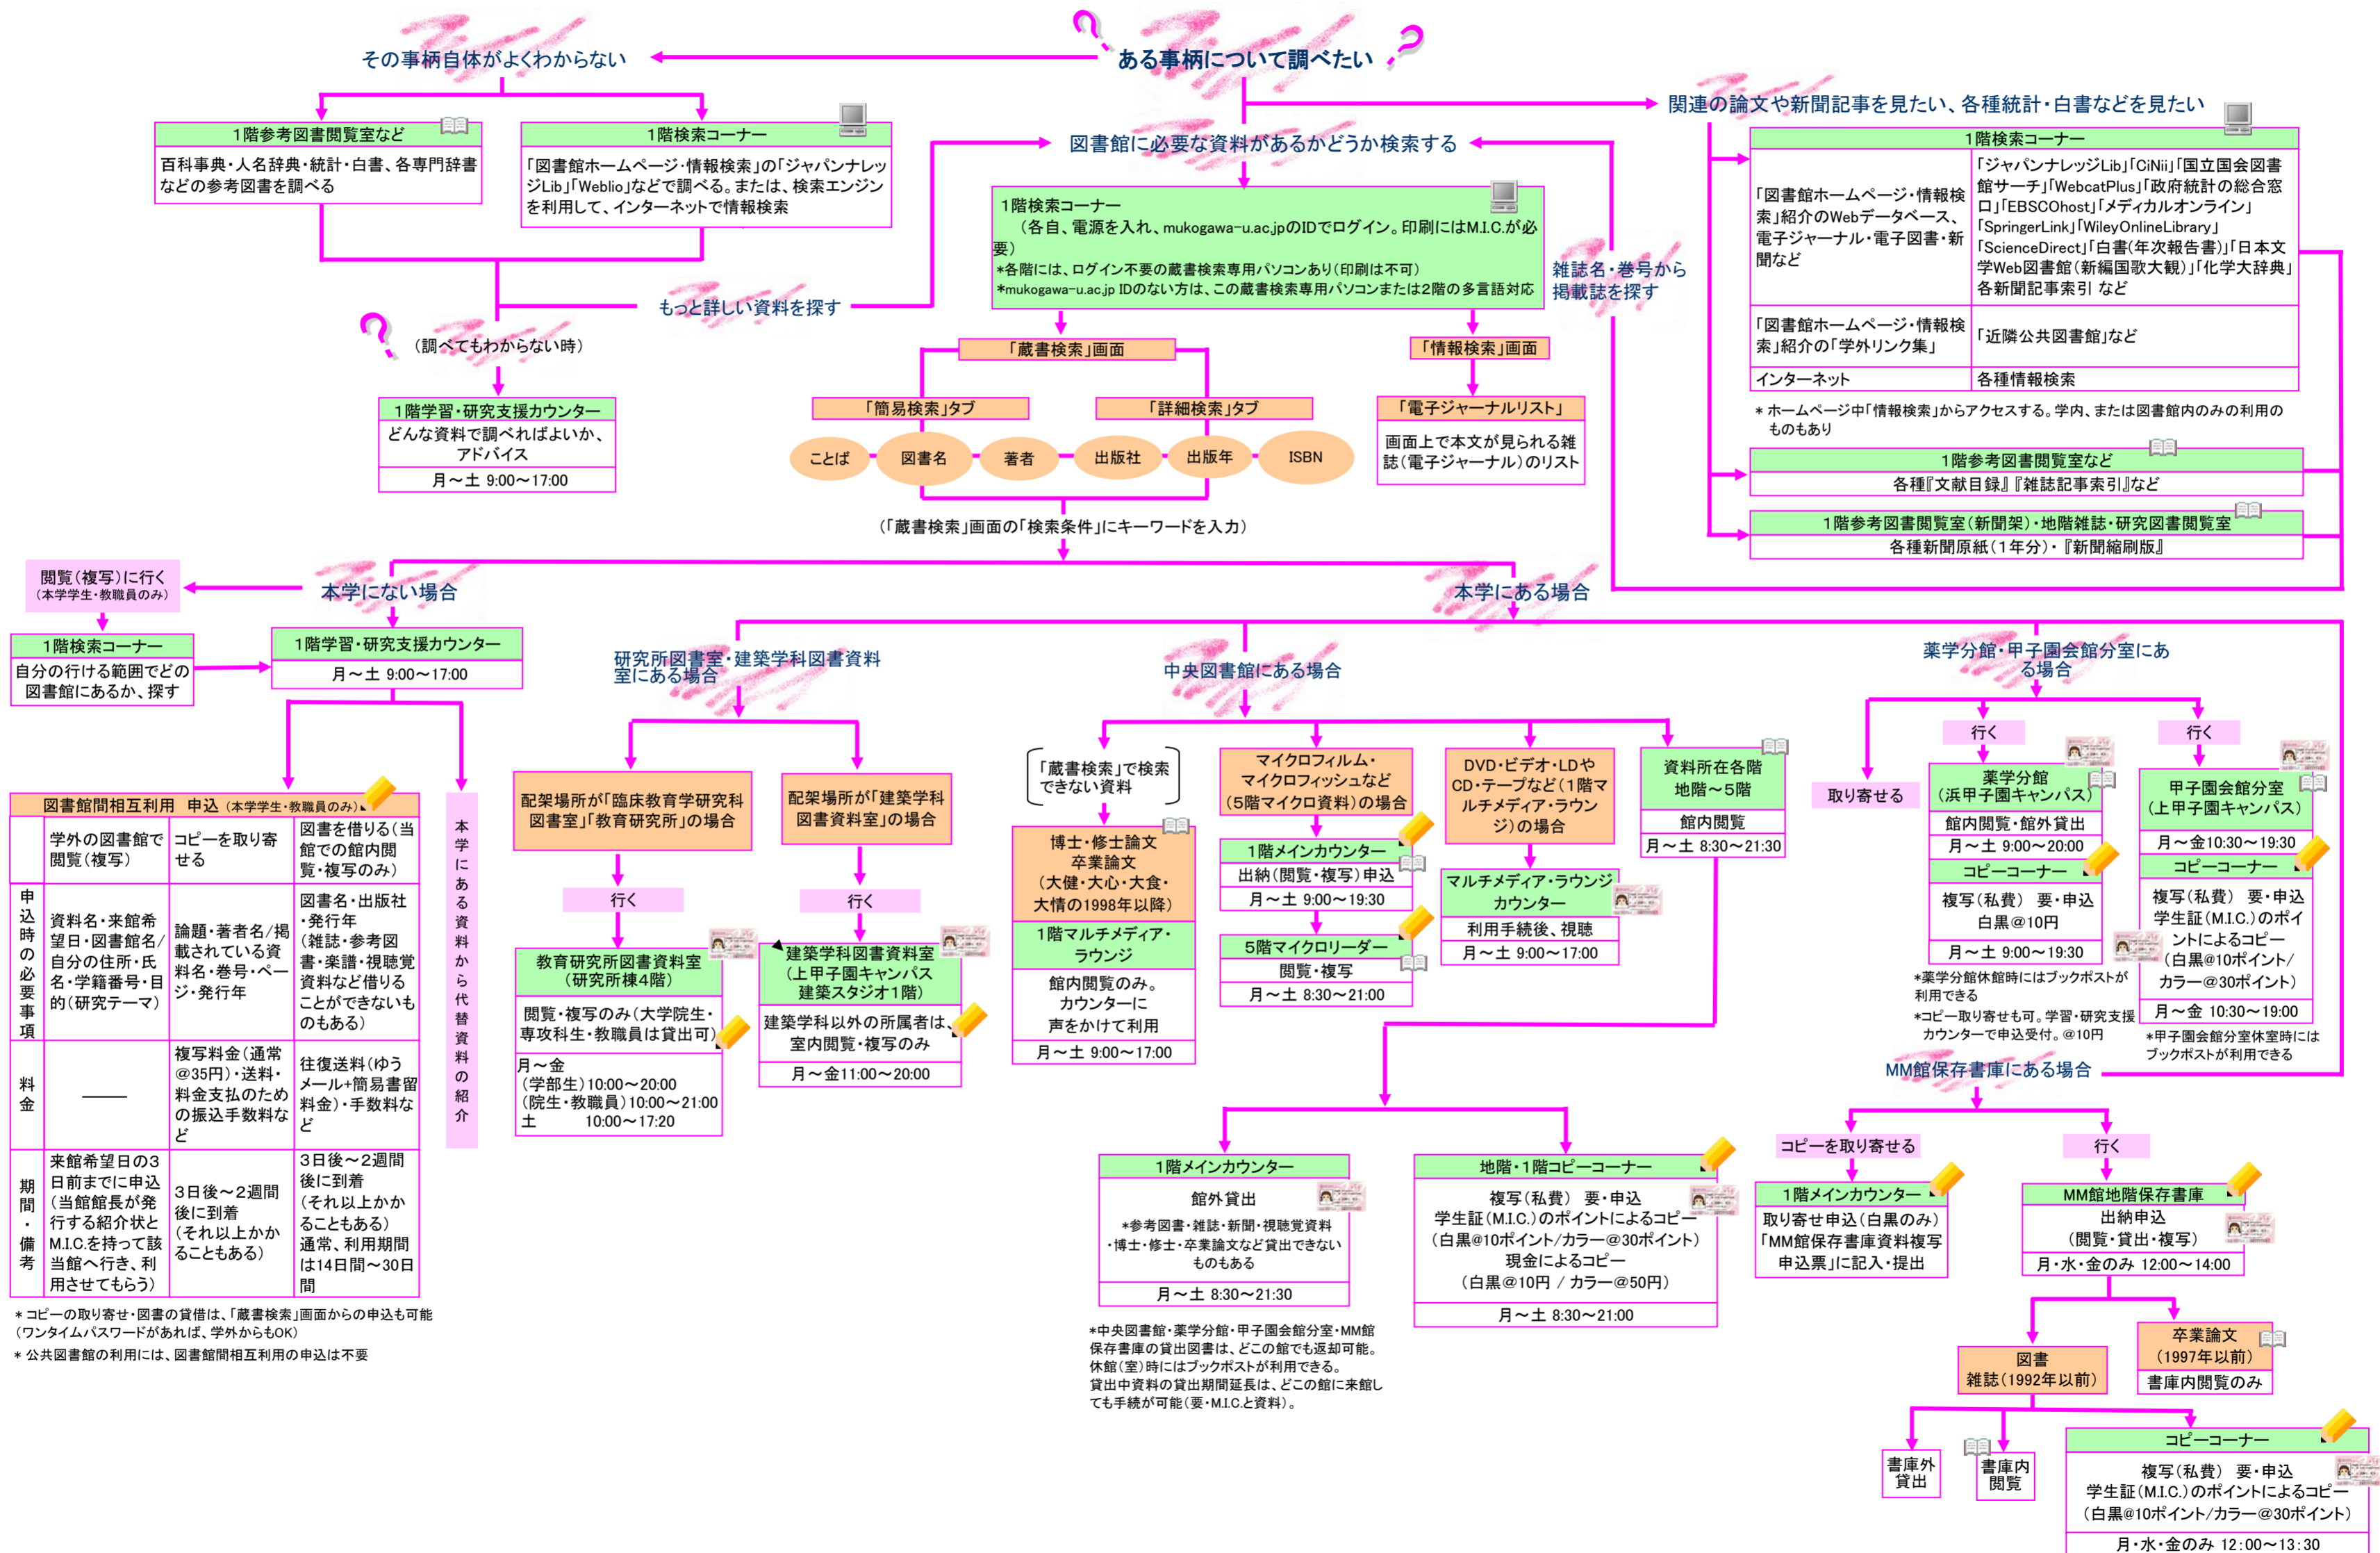 ある事柄について調べたい
その事柄自体がよくわからない
1階参考図書閲覧室など
百科事典・人名辞典・統計・白書、各専門辞書
などの参考図書を調べる
1階検索コーナー
「図書館ホームページ・情報検索」の「ジャパンナレッ
ジLib」「Weblio」などで調べる。または、検索エンジン
を利用して、インターネットで情報検索
もっと詳しい資料を探す
(調べてもわからない時)
1階学習・研究支援カウンター
どんな資料で調べればよいか、
アドバイス
月～土 9:00～17:00
図書館に必要な資料があるかどうか検索する
1階検索コーナー
(各自、電源を入れ、mukogawa-u.ac.jpのIDでログイン。印刷にはM.I.C.が必
要)
*各階には、ログイン不要の蔵書検索専用パソコンあり(印刷は不可)
*mukogawa-u.ac.jp IDのない方は、この蔵書検索専用パソコンまたは2階の多言語対応
「蔵書検索」画面
「情報検索」画面
「簡易検索」タブ
「詳細検索」タブ
ことば
図書名
著者
出版社
出版年
ISBN
「電子ジャーナルリスト」
画面上で本文が見られる雑
誌(電子ジャーナル)のリスト
(「蔵書検索」画面の「検索条件」にキーワードを入力)
雑誌名・巻号から
掲載誌を探す
関連の論文や新聞記事を見たい、各種統計・白書などを見たい
1階検索コーナー
「図書館ホームページ・情報検
索」紹介のWebデータベース、
電子ジャーナル・電子図書・新
聞など
「ジャパンナレッジLib」「CiNii」「国立国会図書
館サーチ」「WebcatPlus」「政府統計の総合窓
口」「EBSCOhost」「メディカルオンライン」
「SpringerLink」「WileyOnlineLibrary」
「ScienceDirect」「白書(年次報告書)」「日本文
学Web図書館(新編国歌大観)」「化学大辞典」
各新聞記事索引 など
「図書館ホームページ・情報検
索」紹介の「学外リンク集」
「近隣公共図書館」など
インターネット
各種情報検索
* ホームページ中「情報検索」からアクセスする。学内、または図書館内のみの利用の
ものもあり
1階参考図書閲覧室など
各種『文献目録』『雑誌記事索引』など
1階参考図書閲覧室(新聞架)・地階雑誌・研究図書閲覧室
各種新聞原紙(1年分)・『新聞縮刷版』
本学にない場合
閲覧(複写)に行く
(本学学生・教職員のみ)
1階検索コーナー
自分の行ける範囲でどの
図書館にあるか、探す
1階学習・研究支援カウンター
月～土 9:00～17:00
図書館間相互利用 申込 (本学学生・教職員のみ)
学外の図書館で
閲覧(複写)
コピーを取り寄
せる
図書を借りる(当
館での館内閲
覧・複写のみ)
申込時の必要事項
資料名・来館希
望日・図書館名/
自分の住所・氏
名・学籍番号・目
的(研究テーマ)
論題・著者名/掲
載されている資
料名・巻号・ペー
ジ・発行年
図書名・出版社
・発行年
(雑誌・参考図
書・楽譜・視聴覚
資料など借りる
ことができないも
のもある)
料金
―――
複写料金(通常
@35円)・送料・
料金支払のため
の振込手数料な
ど
往復送料(ゆう
メール+簡易書留
料金)・手数料な
ど
期間・備考
来館希望日の3
日前までに申込
(当館館長が発
行する紹介状と
M.I.C.を持って該
当館へ行き、利
用させてもらう)
3日後～2週間
後に到着
(それ以上かか
ることもある)
3日後～2週間
後に到着
(それ以上かか
ることもある)
通常、利用期間
は14日間～30日
間
* コピーの取り寄せ・図書の貸借は、「蔵書検索」画面からの申込も可能
(ワンタイムパスワードがあれば、学外からもOK)
* 公共図書館の利用には、図書館間相互利用の申込は不要
本学にある資料から代替資料の紹介
本学にある場合
研究所図書室・建築学科図書資料
室にある場合
配架場所が「臨床教育学研究科
図書室」「教育研究所」の場合
行く
教育研究所図書資料室
(研究所棟4階)
閲覧・複写のみ(大学院生・
専攻科生・教職員は貸出可)
月～金
(学部生)10:00～20:00
(院生・教職員)10:00～21:00
土 10:00～17:20
配架場所が「建築学科
図書資料室」の場合
行く
建築学科図書資料室
(上甲子園キャンパス
建築スタジオ1階)
建築学科以外の所属者は、
室内閲覧・複写のみ
月～金11:00～20:00
中央図書館にある場合
「蔵書検索」で検索
できない資料
博士・修士論文
卒業論文
(大健・大心・大食・
大情の1998年以降)
1階マルチメディア・
ラウンジ
館内閲覧のみ。
カウンターに
声をかけて利用
月～土 9:00～17:00
マイクロフィルム・
マイクロフィッシュなど
(5階マイクロ資料)の場合
1階メインカウンター
出納(閲覧・複写)申込
月～土 9:00～19:30
5階マイクロリーダー
閲覧・複写
月～土 8:30～21:00
DVD・ビデオ・LDや
CD・テープなど(1階マ
ルチメディア・ラウン
ジ)の場合
マルチメディア・ラウンジ
カウンター
利用手続後、視聴
月～土 9:00～17:00
資料所在各階
地階～5階
館内閲覧
月～土 8:30～21:30
1階メインカウンター
館外貸出
*参考図書・雑誌・新聞・視聴覚資料
・博士・修士・卒業論文など貸出できない
ものもある
月～土 8:30～21:30
*中央図書館・薬学分館・甲子園会館分室・MM館
保存書庫の貸出図書は、どこの館でも返却可能。
休館(室)時にはブックポストが利用できる。
貸出中資料の貸出期間延長は、どこの館に来館し
ても手続が可能(要・M.I.C.と資料)。
地階・1階コピーコーナー
複写(私費) 要・申込
学生証(M.I.C.)のポイントによるコピー
(白黒@10ポイント/カラー@30ポイント)
現金によるコピー
(白黒@10円 / カラー@50円)
月～土 8:30～21:00
薬学分館・甲子園会館分室にあ
る場合
取り寄せる
行く
薬学分館
(浜甲子園キャンパス)
館内閲覧・館外貸出
月～土 9:00～20:00
コピーコーナー
複写(私費) 要・申込
白黒@10円
月～土 9:00～19:30
*薬学分館休館時にはブックポストが
利用できる
*コピー取り寄せも可。学習・研究支援
カウンターで申込受付。@10円
行く
甲子園会館分室
(上甲子園キャンパス)
月～金10:30～19:30
コピーコーナー
複写(私費) 要・申込
学生証(M.I.C.)のポイ
ントによるコピー
(白黒@10ポイント/
カラー@30ポイント)
月～金 10:30～19:00
*甲子園会館分室休室時には
ブックポストが利用できる
MM館保存書庫にある場合
コピーを取り寄せる
1階メインカウンター
取り寄せ申込(白黒のみ)
「MM館保存書庫資料複写
申込票」に記入・提出
行く
MM館地階保存書庫
出納申込
(閲覧・貸出・複写)
月・水・金のみ 12:00～14:00
図書
雑誌(1992年以前)
卒業論文
(1997年以前)
書庫内閲覧のみ
書庫外
貸出
書庫内
閲覧
コピーコーナー
複写(私費) 要・申込
学生証(M.I.C.)のポイントによるコピー
(白黒@10ポイント/カラー@30ポイント)
月・水・金のみ 12:00～13:30